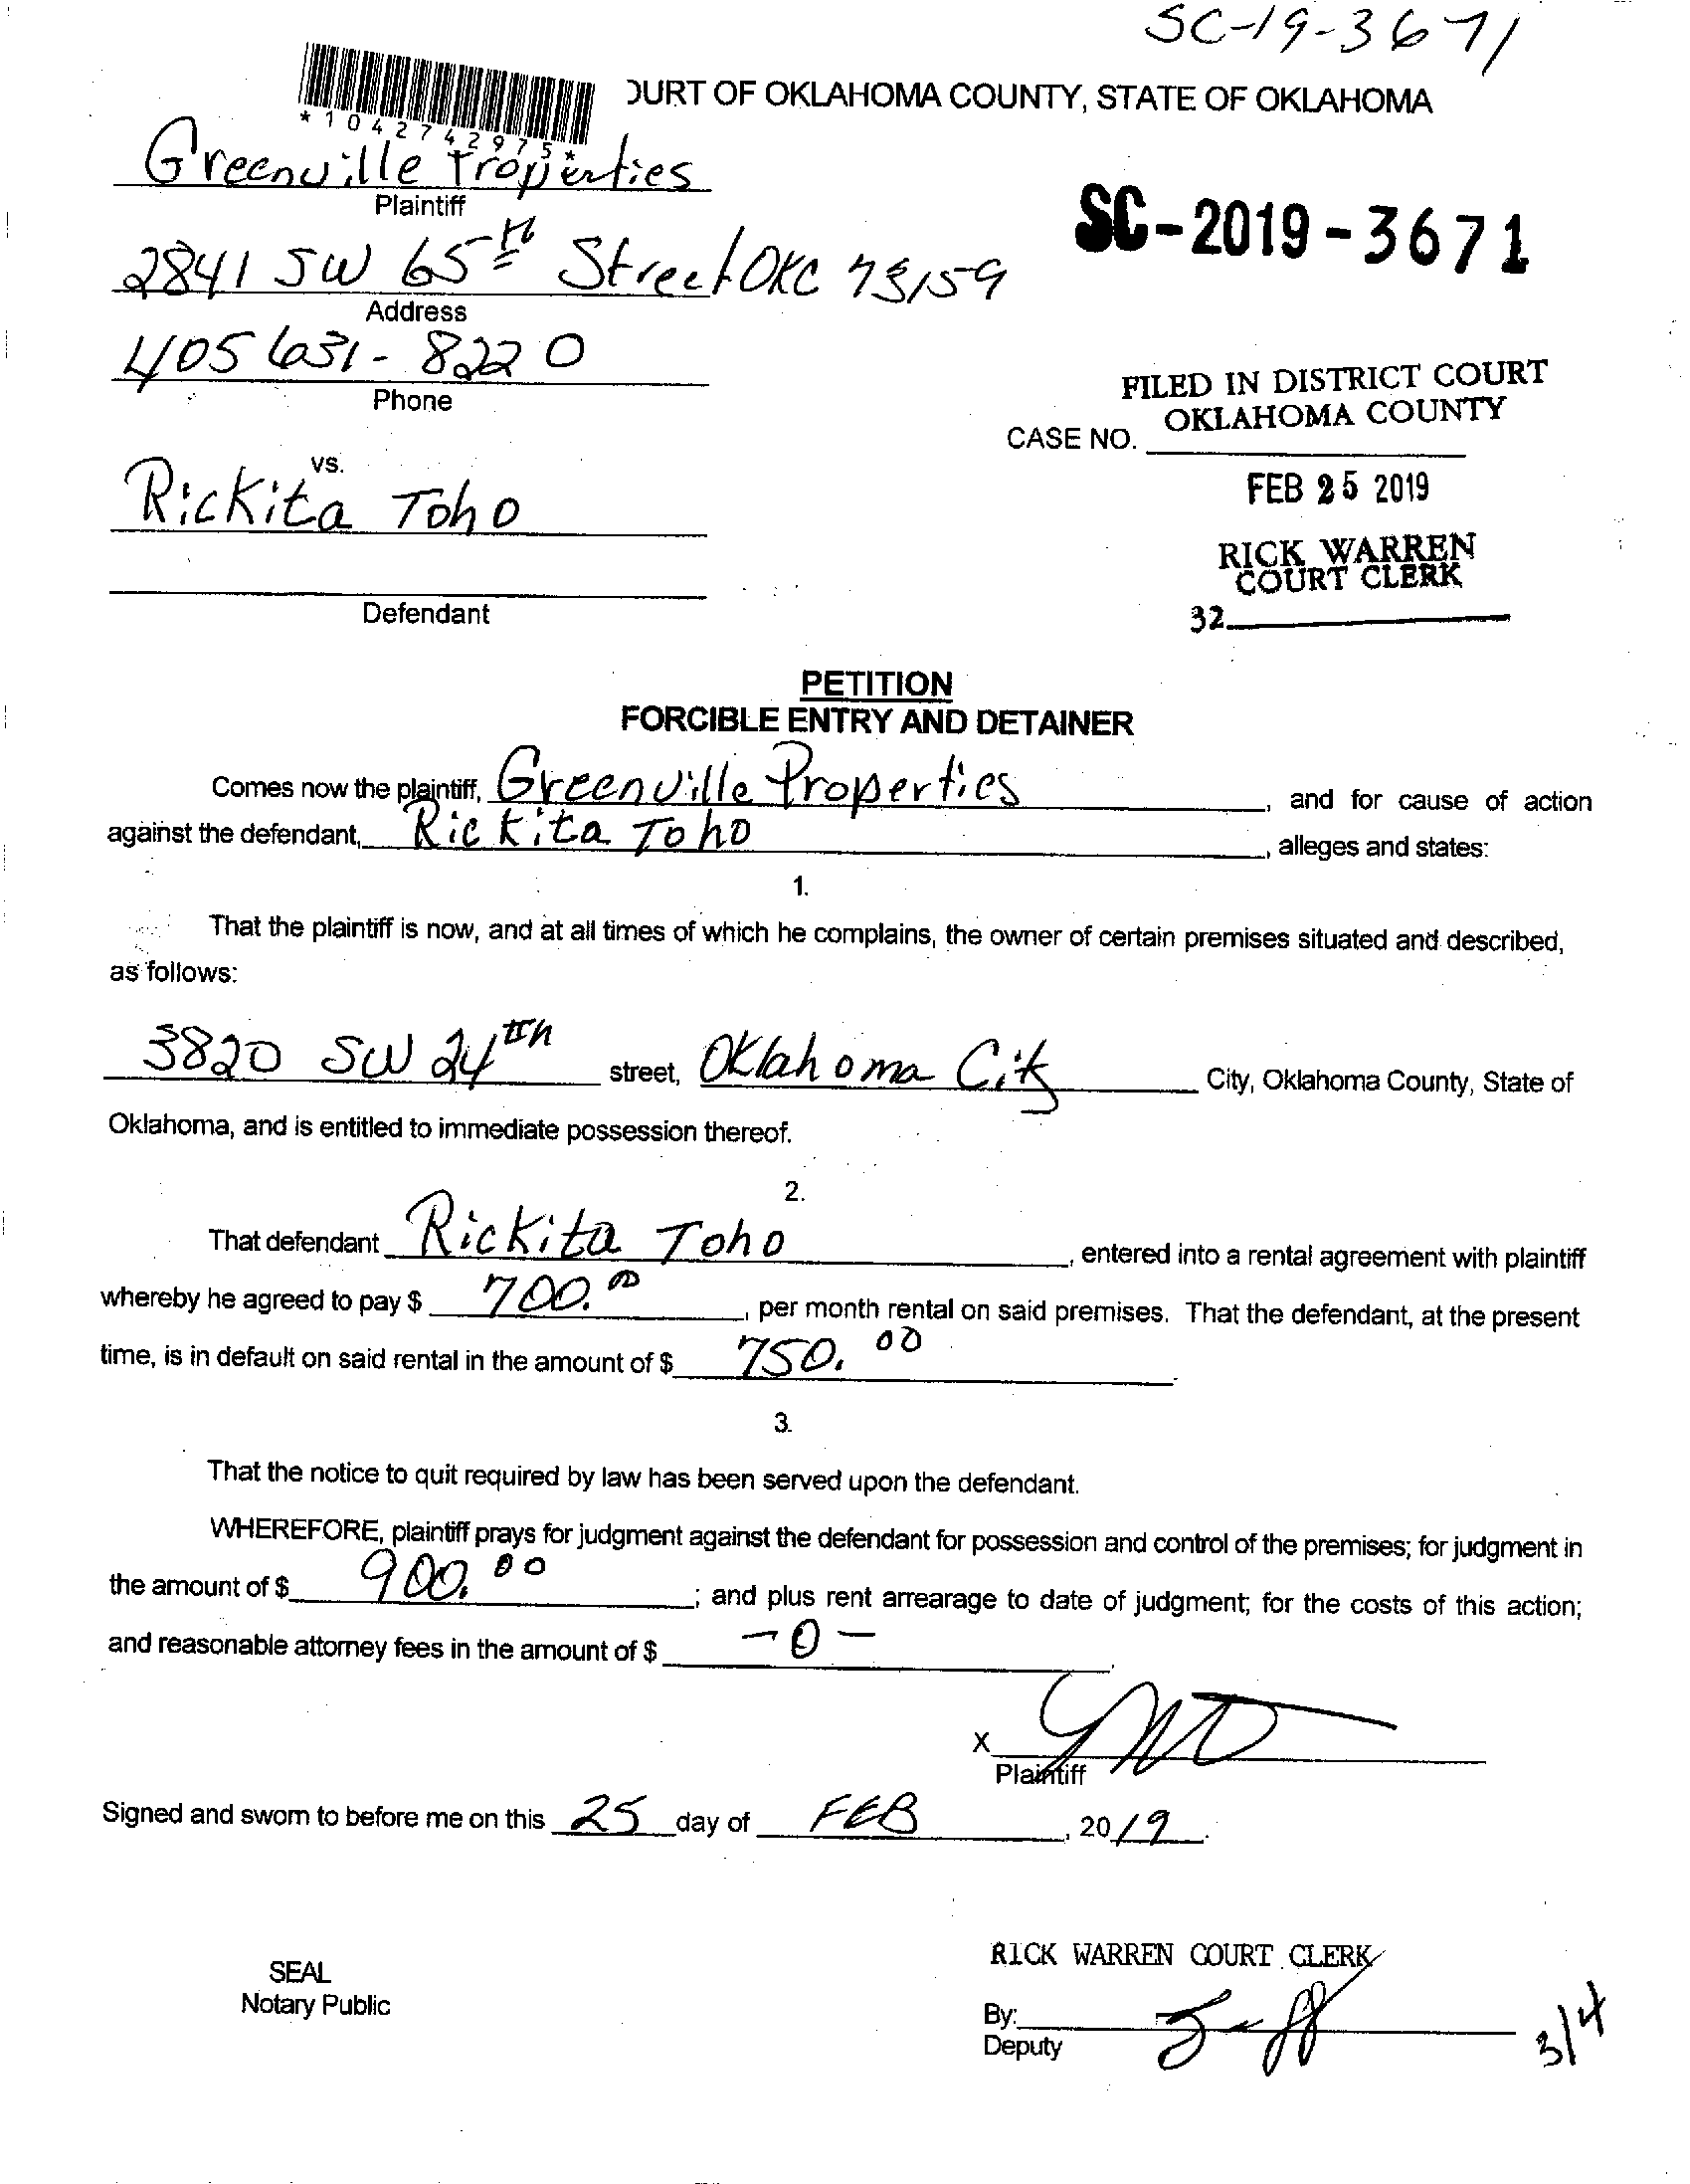 SC-19-3671
*1042742975*
OURT OF OKLAHOMA COUNTY, STATE OF OKLAHOMA
Greenville Properties
Plaintiff
SC-2019-3671
2841 SW 65th Street OKC 73159
Address
405 631-8220
Phone
FILED IN DISTRICT COURT
OKLAHOMA COUNTY
CASE NO.
vs.
Rickita Toho
FEB 25 2019
RICK WARREN
COURT CLERK
Defendant
32
PETITION
FORCIBLE ENTRY AND DETAINER
Comes now the plaintiff, Greenville Properties, and for cause of action
against the defendant, Rickita Toho, alleges and states:
1.
That the plaintiff is now, and at all times of which he complains, the owner of certain premises situated and described,
as follows:
3820 SW 24th street, Oklahoma City City, Oklahoma County, State of
Oklahoma, and is entitled to immediate possession thereof.
2.
That defendant Rickita Toho, entered into a rental agreement with plaintiff
whereby he agreed to pay $ 700.00, per month rental on said premises. That the defendant, at the present
time, is in default on said rental in the amount of $ 750.00.
3.
That the notice to quit required by law has been served upon the defendant.
WHEREFORE, plaintiff prays for judgment against the defendant for possession and control of the premises; for judgment in
the amount of $ 900.00; and plus rent arrearage to date of judgment; for the costs of this action;
and reasonable attorney fees in the amount of $ -0-.
X
Plaintiff
Signed and sworn to before me on this 25 day of FEB, 2019.
SEAL
Notary Public
RICK WARREN COURT CLERK
By:
Deputy
3/4